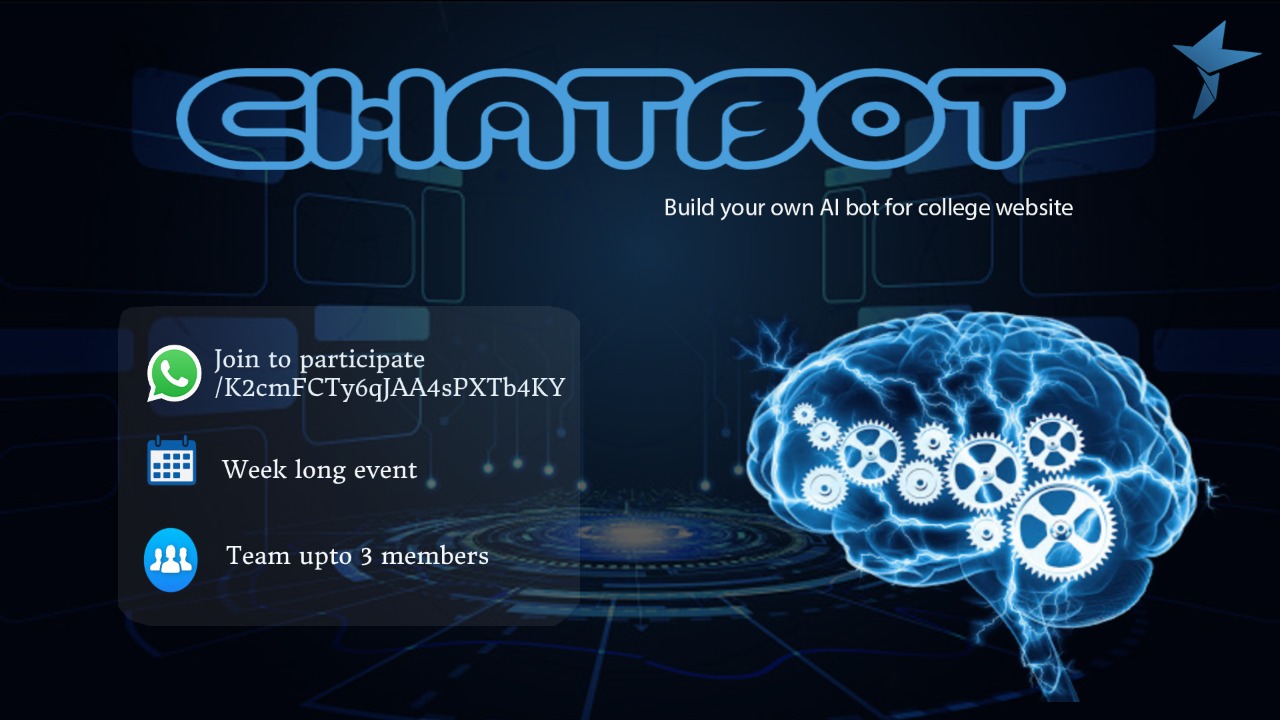 CHATBOT
Build your own AI bot for college website
Join to participate
/K2cmFCTy6qJAA4sPXTb4KY
Week long event
Team upto 3 members